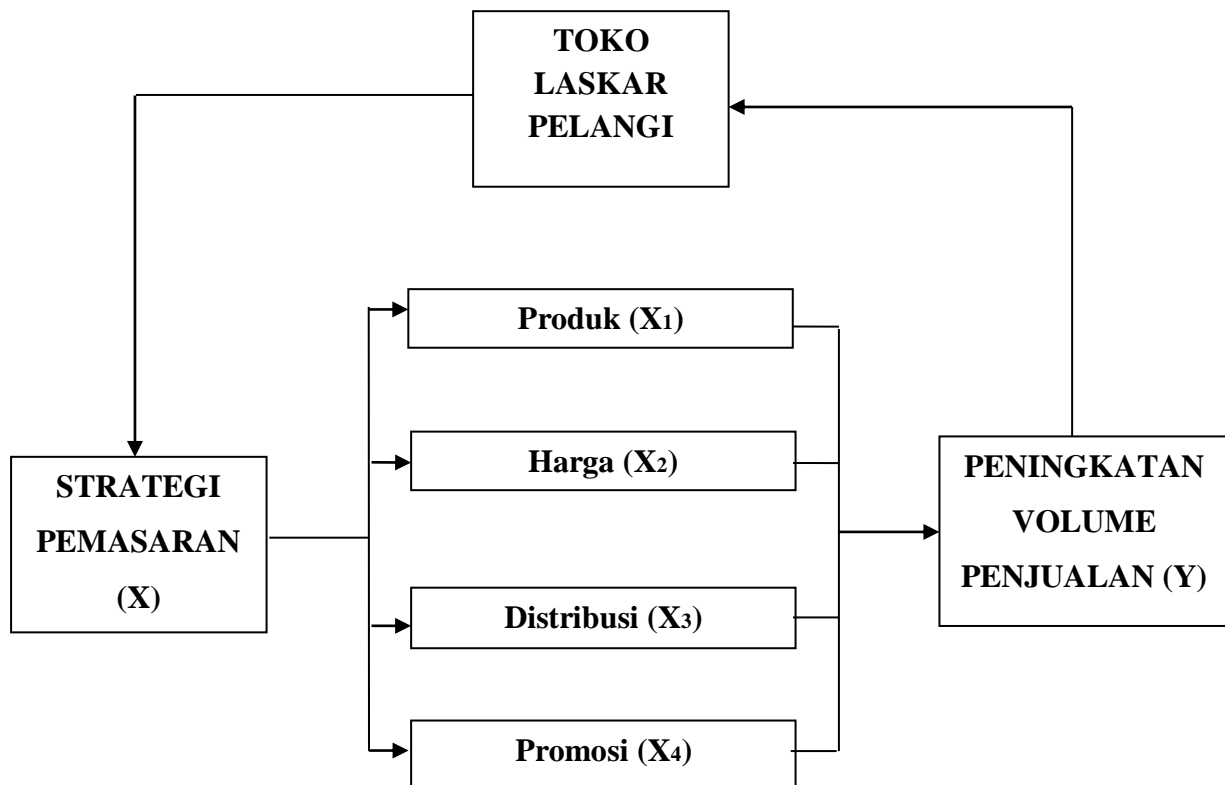 TOKO
LASKAR
PELANGI
Produk (X1)
Harga (X2)
Distribusi (X3)
Promosi (X4)
STRATEGI
PEMASARAN
(X)
PENINGKATAN
VOLUME
PENJUALAN (Y)